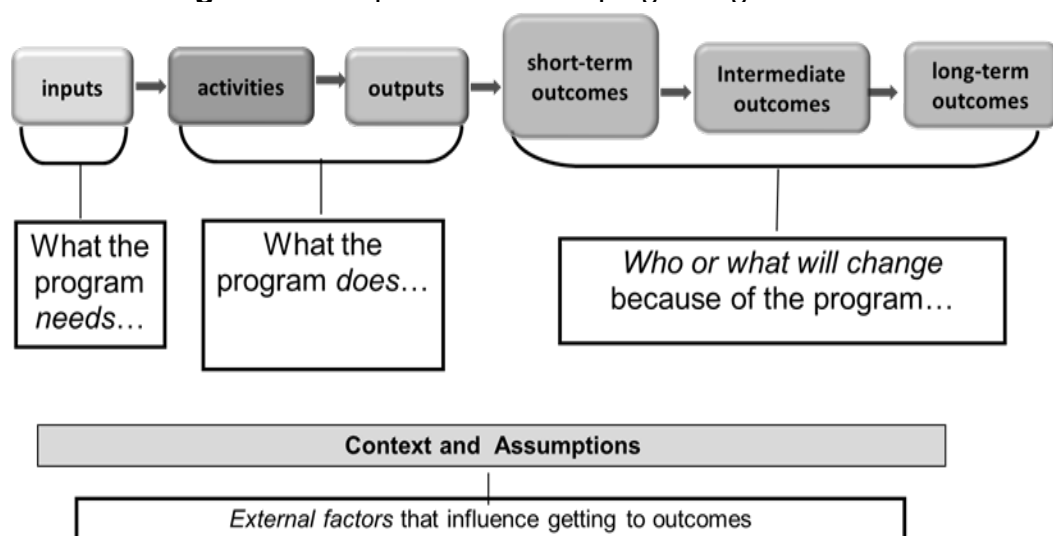 inputs
activities
outputs
short-term
outcomes
Intermediate
outcomes
long-term
outcomes
What the
program
needs…
What the
program does…
Who or what will change
because of the program…
Context and Assumptions
External factors that influence getting to outcomes